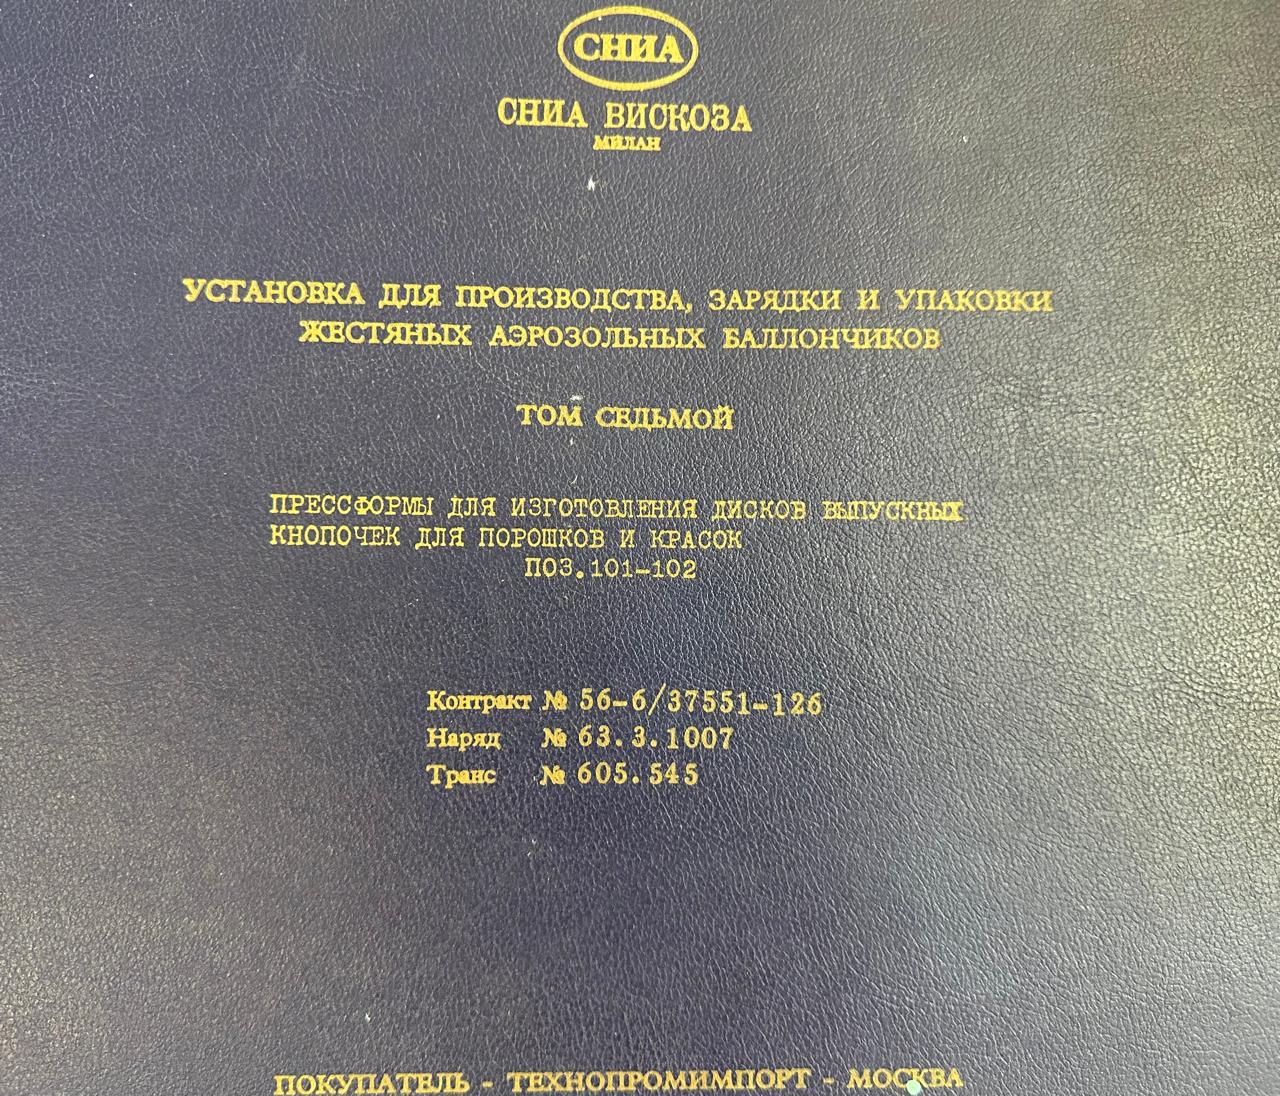 СНИА
СНИА ВИСКОЗА
МИЛАН
УСТАНОВКА ДЛЯ ПРОИЗВОДСТВА, ЗАРЯДКИ И УПАКОВКИ
ЖЕСТЯНЫХ АЭРОЗОЛЬНЫХ БАЛЛОНЧИКОВ
ТОМ СЕДЬМОЙ
ПРЕССФОРМЫ ДЛЯ ИЗГОТОВЛЕНИЯ ДИСКОВ ВЫПУСКНЫХ
КНОПОЧЕК ДЛЯ ПОРОШКОВ И КРАСОК
ПОЗ.101-102
Контракт № 56-6/37551-126
Наряд № 63.3.1007
Транс № 605.545
ПОКУПАТЕЛЬ - ТЕХНОПРОМИМПОРТ - МОСКВА